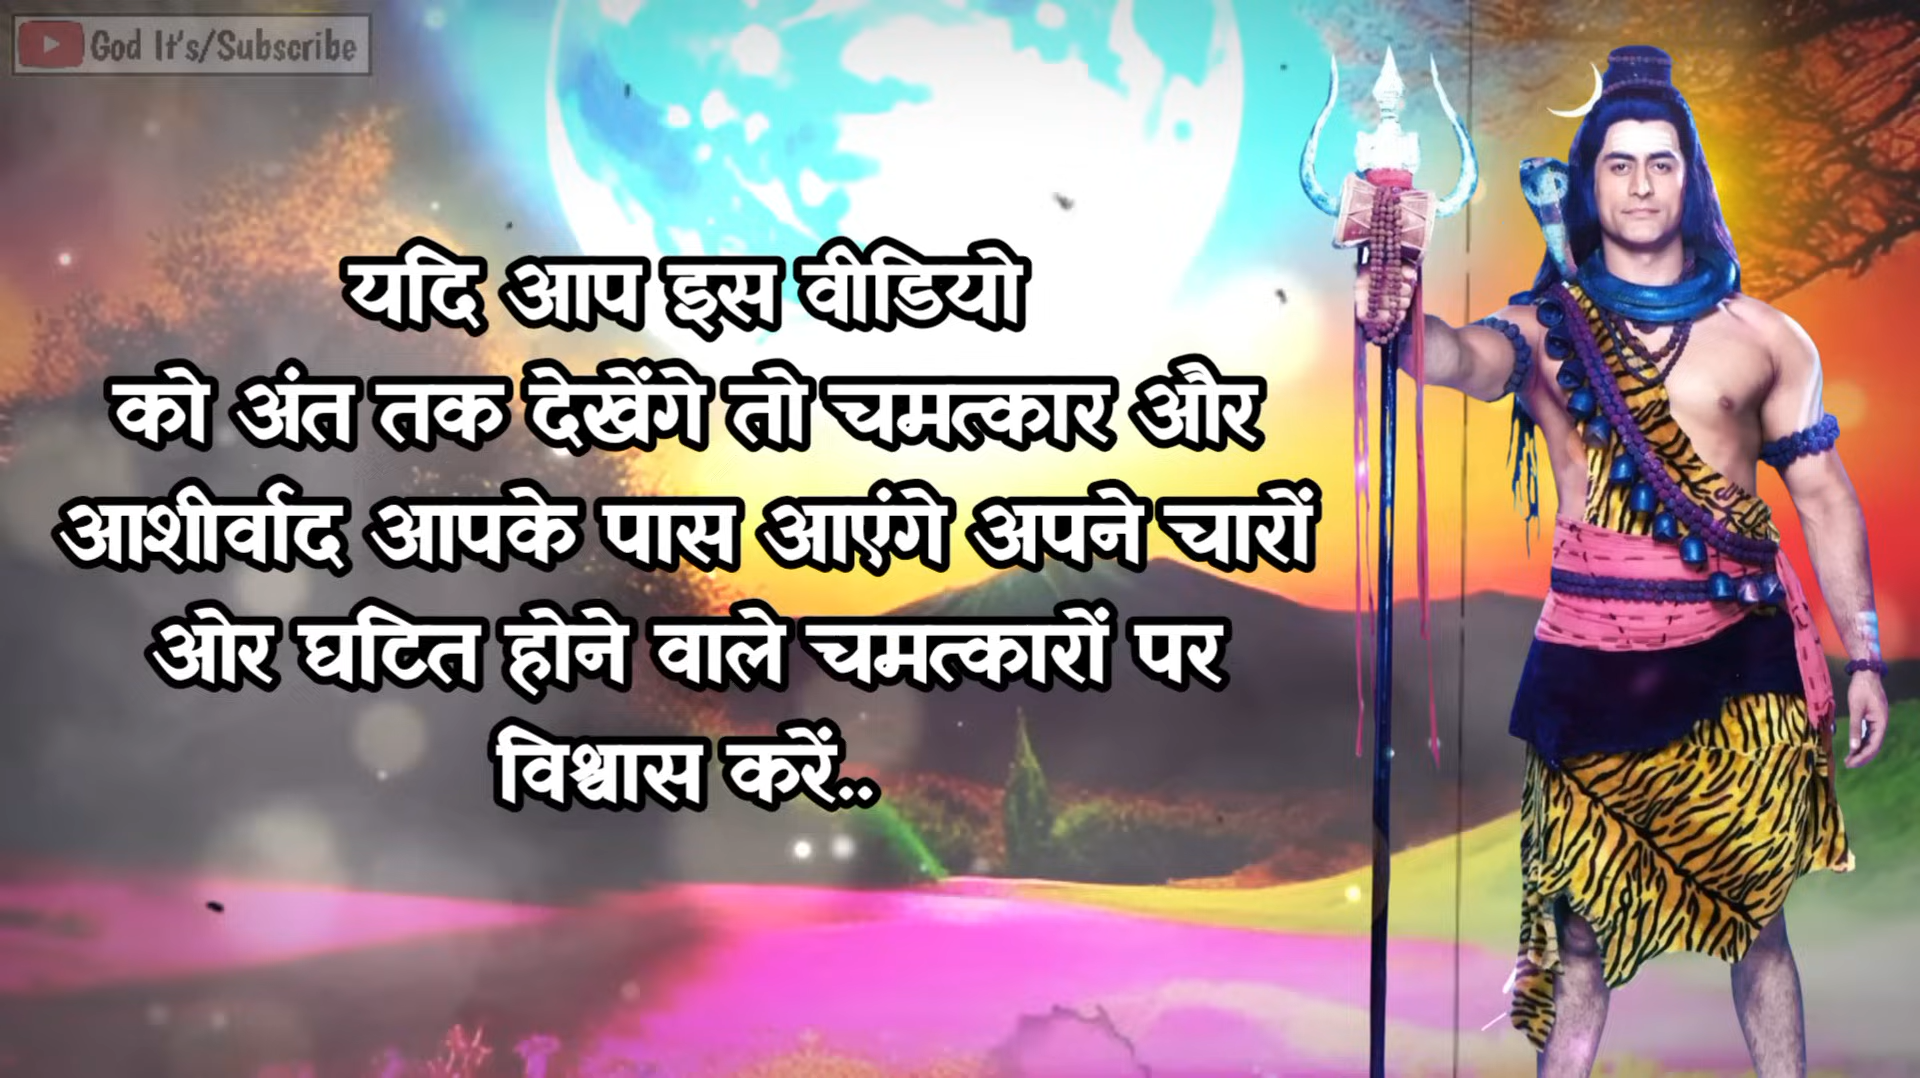 God It's/Subscribe
यदि आप इस वीडियो
को अंत तक देखेंगे तो चमत्कार और
आशीर्वाद आपके पास आएंगे अपने चारों
ओर घटित होने वाले चमत्कारों पर
विश्वास करें..